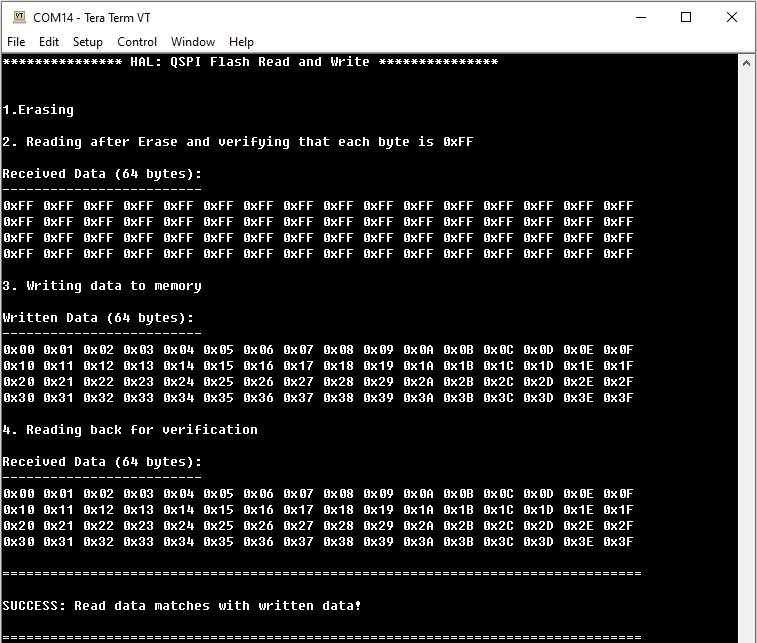 COM14 - Tera Term VT
File Edit Setup Control Window Help
*************** HAL: QSPI Flash Read and Write ***************
1.Erasing
2. Reading after Erase and verifying that each byte is 0xFF
Received Data (64 bytes):
-------------------------
0xFF 0xFF 0xFF 0xFF 0xFF 0xFF 0xFF 0xFF 0xFF 0xFF 0xFF 0xFF 0xFF 0xFF 0xFF 0xFF
0xFF 0xFF 0xFF 0xFF 0xFF 0xFF 0xFF 0xFF 0xFF 0xFF 0xFF 0xFF 0xFF 0xFF 0xFF 0xFF
0xFF 0xFF 0xFF 0xFF 0xFF 0xFF 0xFF 0xFF 0xFF 0xFF 0xFF 0xFF 0xFF 0xFF 0xFF 0xFF
0xFF 0xFF 0xFF 0xFF 0xFF 0xFF 0xFF 0xFF 0xFF 0xFF 0xFF 0xFF 0xFF 0xFF 0xFF 0xFF
3. Writing data to memory
Written Data (64 bytes):
-------------------------
0x00 0x01 0x02 0x03 0x04 0x05 0x06 0x07 0x08 0x09 0x0A 0x0B 0x0C 0x0D 0x0E 0x0F
0x10 0x11 0x12 0x13 0x14 0x15 0x16 0x17 0x18 0x19 0x1A 0x1B 0x1C 0x1D 0x1E 0x1F
0x20 0x21 0x22 0x23 0x24 0x25 0x26 0x27 0x28 0x29 0x2A 0x2B 0x2C 0x2D 0x2E 0x2F
0x30 0x31 0x32 0x33 0x34 0x35 0x36 0x37 0x38 0x39 0x3A 0x3B 0x3C 0x3D 0x3E 0x3F
4. Reading back for verification
Received Data (64 bytes):
-------------------------
0x00 0x01 0x02 0x03 0x04 0x05 0x06 0x07 0x08 0x09 0x0A 0x0B 0x0C 0x0D 0x0E 0x0F
0x10 0x11 0x12 0x13 0x14 0x15 0x16 0x17 0x18 0x19 0x1A 0x1B 0x1C 0x1D 0x1E 0x1F
0x20 0x21 0x22 0x23 0x24 0x25 0x26 0x27 0x28 0x29 0x2A 0x2B 0x2C 0x2D 0x2E 0x2F
0x30 0x31 0x32 0x33 0x34 0x35 0x36 0x37 0x38 0x39 0x3A 0x3B 0x3C 0x3D 0x3E 0x3F
================================================================================
SUCCESS: Read data matches with written data!
================================================================================